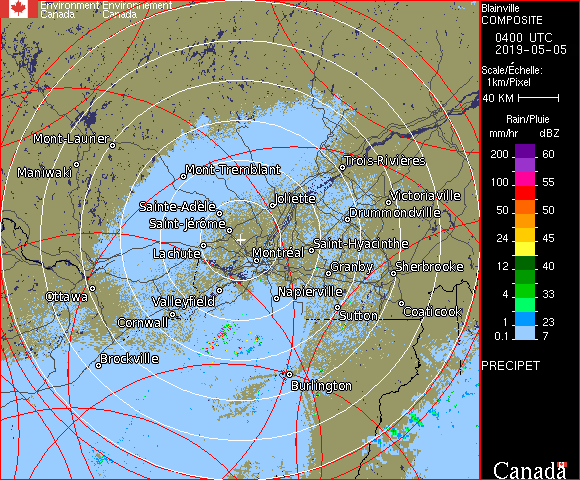 Environment Environnement
Canada Canada
Blainville
COMPOSITE
0400 UTC
2019-05-05
Scale/Échelle:
1km/Pixel
40 KM
Rain/Pluie
mm/hr dBZ
200 60
100 55
50 50
24 45
12 40
4 33
1 23
0.1 7
PRECIPET
Canada
Mont-Laurier
Maniwaki
Mont-Tremblant
Trois-Rivières
Sainte-Adèle
Joliette
Victoriaville
Saint-Jérôme
Drummondville
Lachute
Montréal
Saint-Hyacinthe
Granby
Sherbrooke
Ottawa
Valleyfield
Napierville
Cornwall
Sutton
Coaticook
Brockville
Burlington